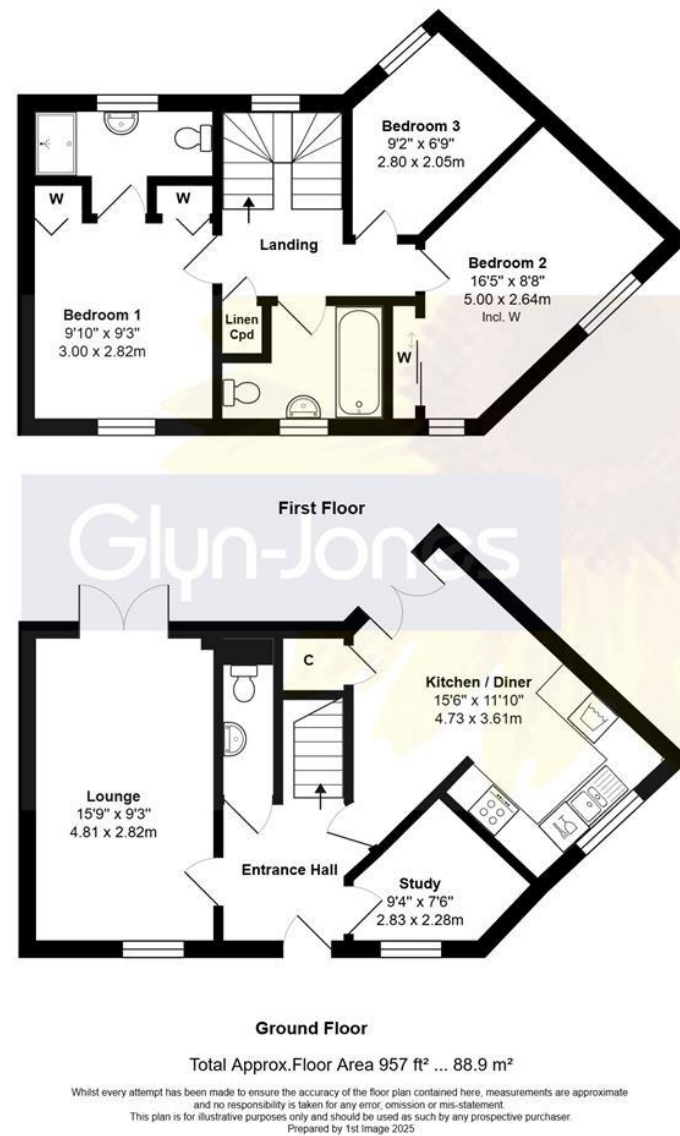 Bedroom 3
9'2" x 6'9"
2.80 x 2.05m
W
W
Landing
Bedroom 2
16'5" x 8'8"
5.00 x 2.64m
Incl. W
Bedroom 1
9'10" x 9'3"
3.00 x 2.82m
Linen
Cpd
W
First Floor
Glyn-Jones
C
Kitchen / Diner
15'6" x 11'10"
4.73 x 3.61m
Lounge
15'9" x 9'3"
4.81 x 2.82m
Entrance Hall
Study
9'4" x 7'6"
2.83 x 2.28m
Ground Floor
Total Approx.Floor Area 957 ft² ... 88.9 m²
Whilst every attempt has been made to ensure the accuracy of the floor plan contained here, measurements are approximate
and no responsibility is taken for any error, omission or mis-statement.
This plan is for illustrative purposes only and should be used as such by any prospective purchaser.
Prepared by 1st Image 2025